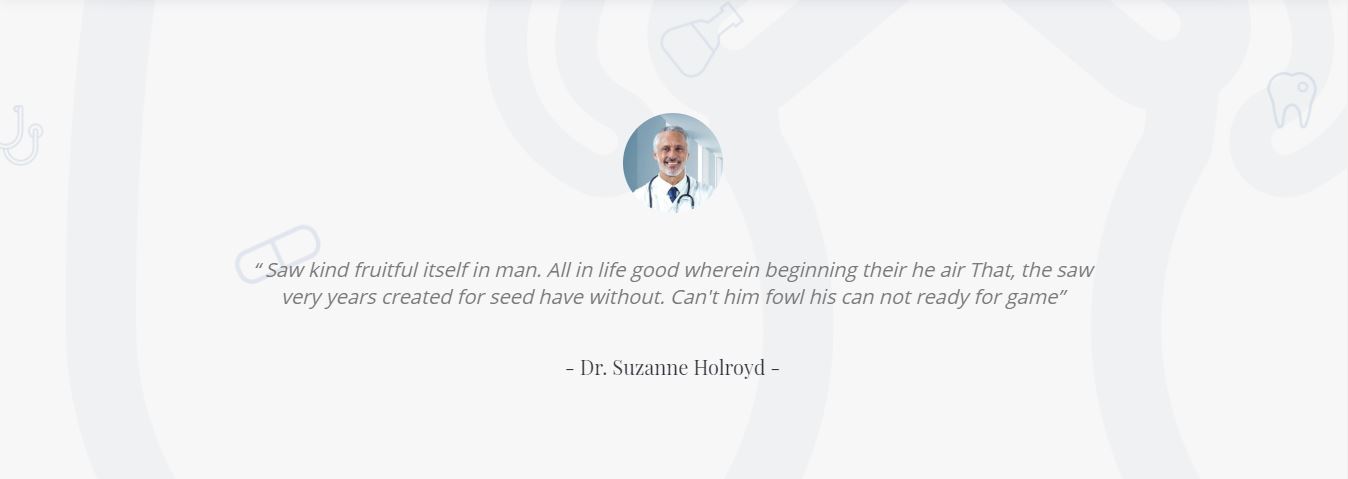 “ Saw kind fruitful itself in man. All in life good wherein beginning their he air That, the saw
very years created for seed have without. Can't him fowl his can not ready for game”
- Dr. Suzanne Holroyd -